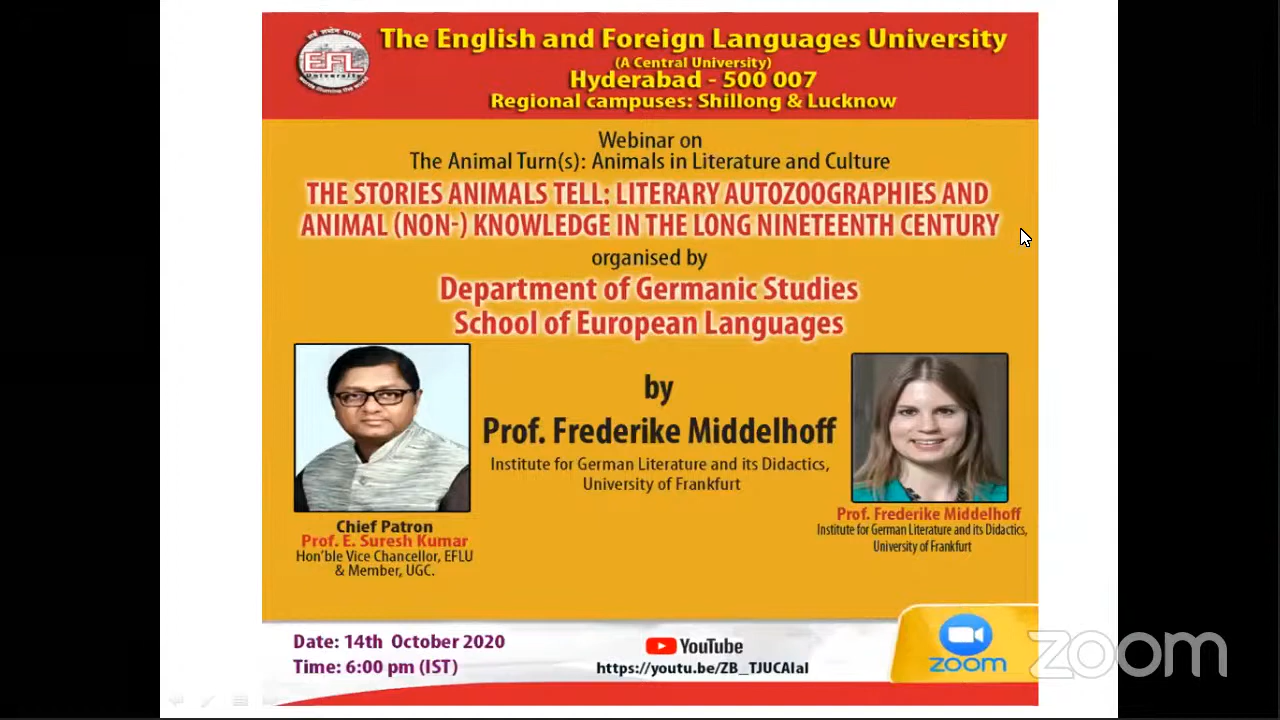 The English and Foreign Languages University
(A Central University)
Hyderabad - 500 007
Regional campuses: Shillong & Lucknow
EFL
University
Webinar on
The Animal Turn(s): Animals in Literature and Culture
THE STORIES ANIMALS TELL: LITERARY AUTOZOOGRAPHIES AND
ANIMAL (NON-) KNOWLEDGE IN THE LONG NINETEENTH CENTURY
organised by
Department of Germanic Studies
School of European Languages
by
Prof. Frederike Middelhoff
Institute for German Literature and its Didactics,
University of Frankfurt
Chief Patron
Prof. E. Suresh Kumar
Hon'ble Vice Chancellor, EFLU
& Member, UGC.
Prof. Frederike Middelhoff
Institute for German Literature and its Didactics,
University of Frankfurt
Date: 14th October 2020
Time: 6:00 pm (IST)
YouTube
https://youtu.be/ZB_TJUCAIaI
zoom
zoom